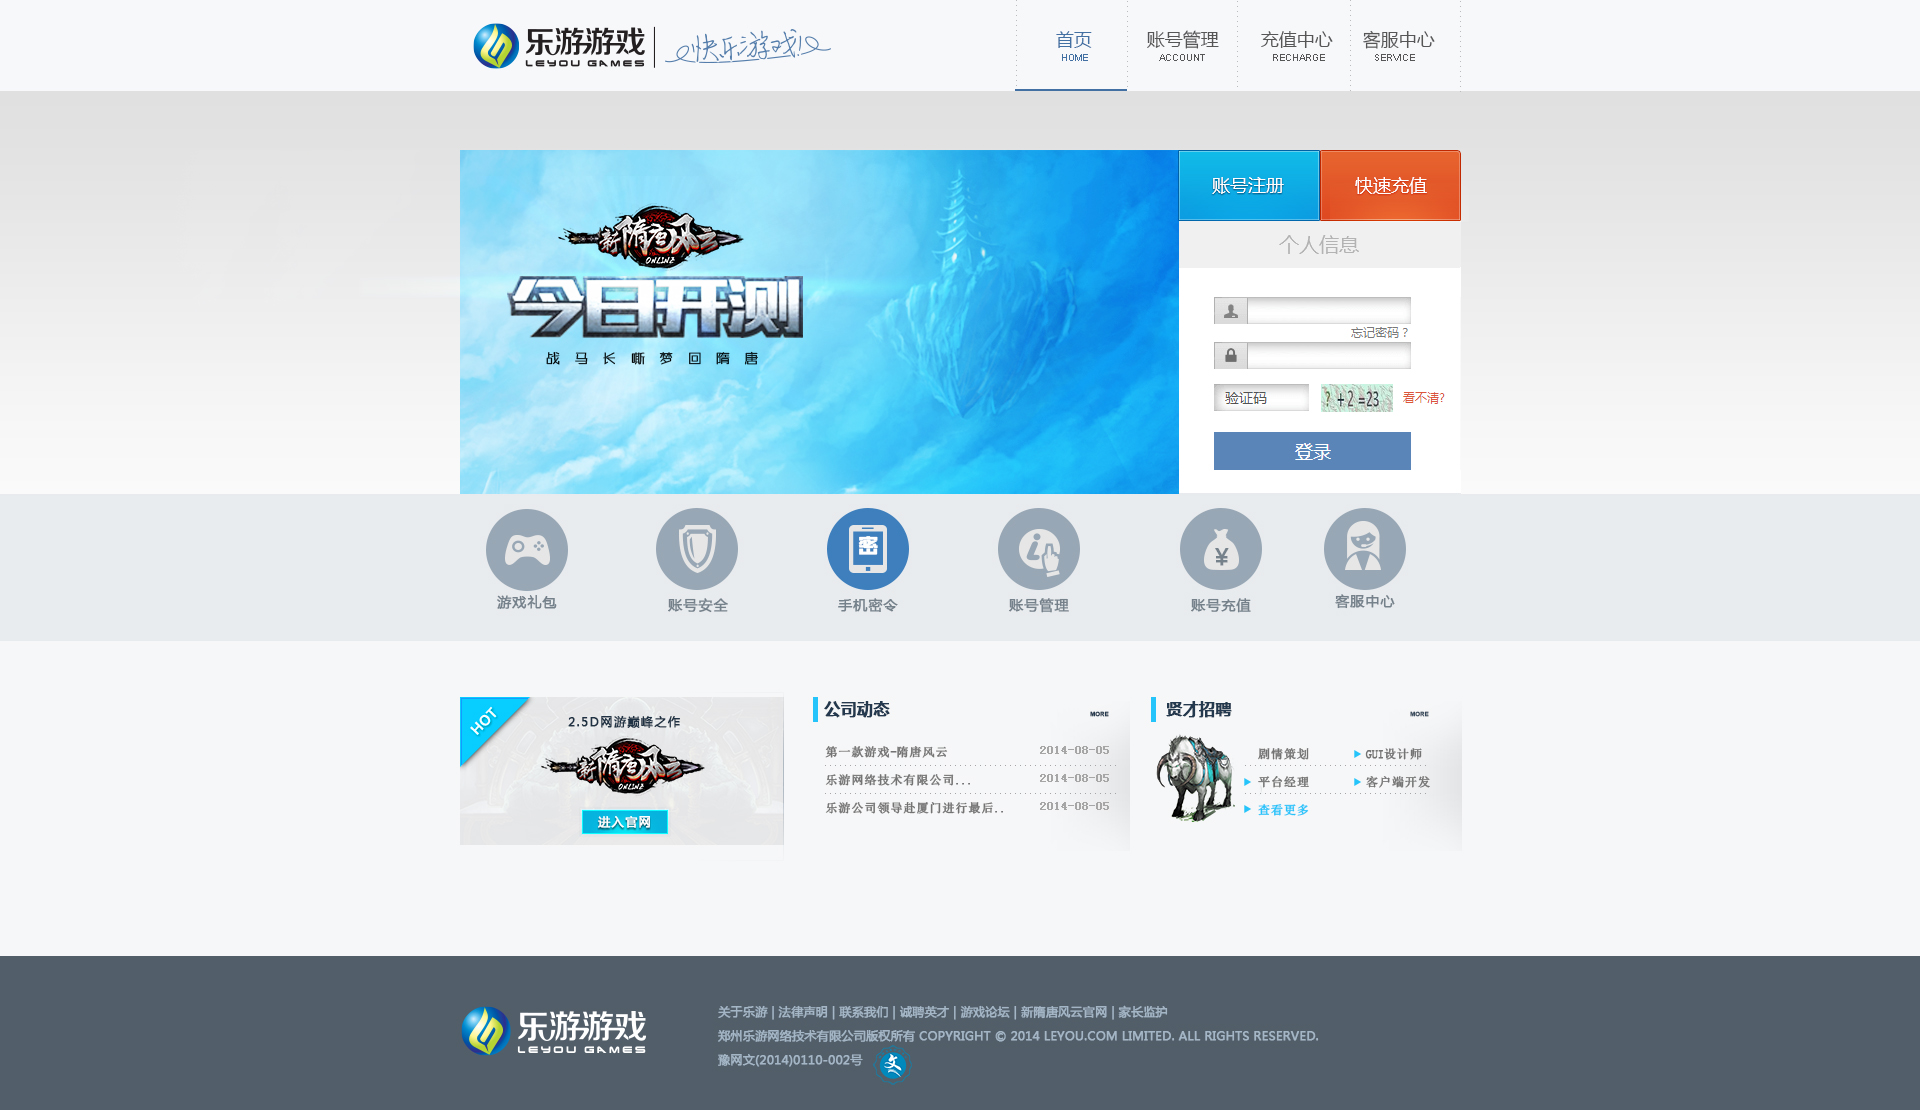 乐游游戏
LEYOU GAMES
快乐游戏!
首页
HOME
账号管理
ACCOUNT
充值中心
RECHARGE
客服中心
SERVICE
新隋唐风云
ONLINE
今日开测
战马长嘶梦回隋唐
账号注册
快速充值
个人信息
忘记密码？
验证码
? +2 =23
看不清?
登录
密
¥
游戏礼包
账号安全
手机密令
账号管理
账号充值
客服中心
HOT
2.5D网游巅峰之作
新隋唐风云
ONLINE
进入官网
公司动态
MORE
第一款游戏-隋唐风云 2014-08-05
乐游网络技术有限公司... 2014-08-05
乐游公司领导赴厦门进行最后.. 2014-08-05
贤才招聘
MORE
剧情策划
GUI设计师
平台经理
客户端开发
查看更多
乐游游戏
LEYOU GAMES
关于乐游 | 法律声明 | 联系我们 | 诚聘英才 | 游戏论坛 | 新隋唐风云官网 | 家长监护
郑州乐游网络技术有限公司版权所有 COPYRIGHT © 2014 LEYOU.COM LIMITED. ALL RIGHTS RESERVED.
豫网文(2014)0110-002号
文